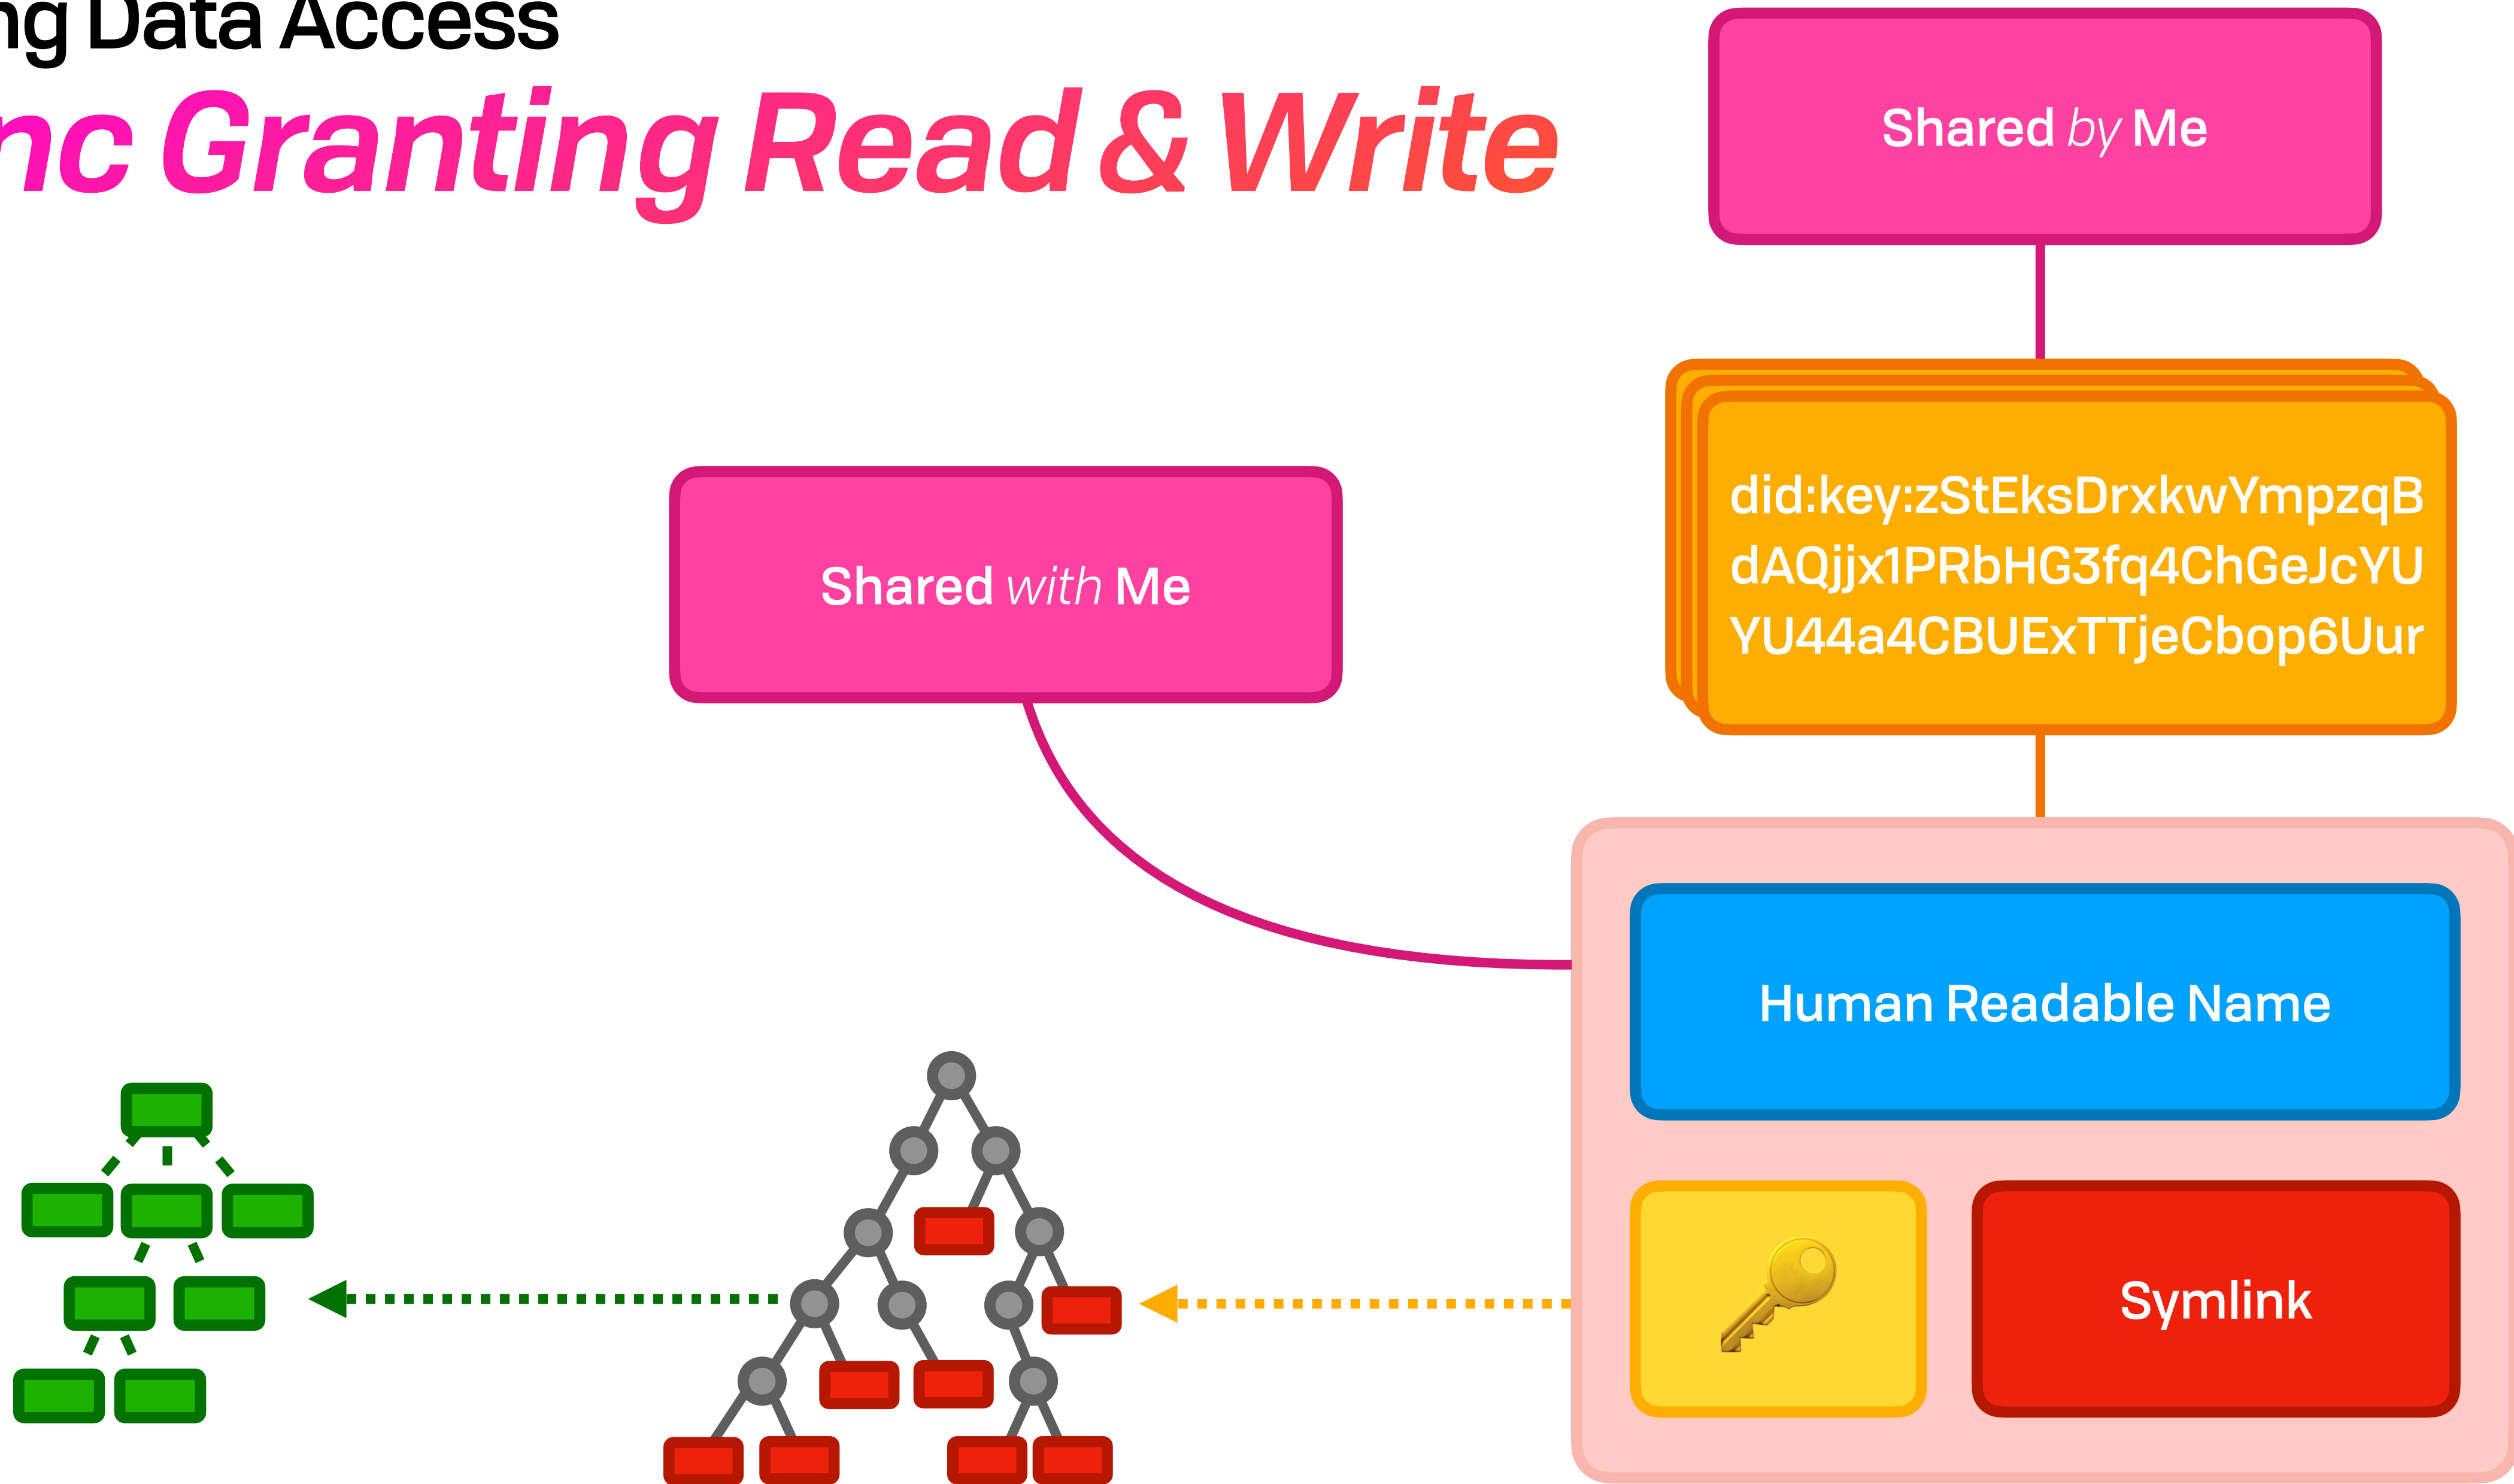 ng Data Access
nc Granting Read & Write
Shared by Me
did:key:zStEksDrxkwYmpzqB
dAQjjx1PRbHG3fq4ChGeJcYU
YU44a4CBUExTTjeCbop6Uur
Shared with Me
Human Readable Name
Symlink